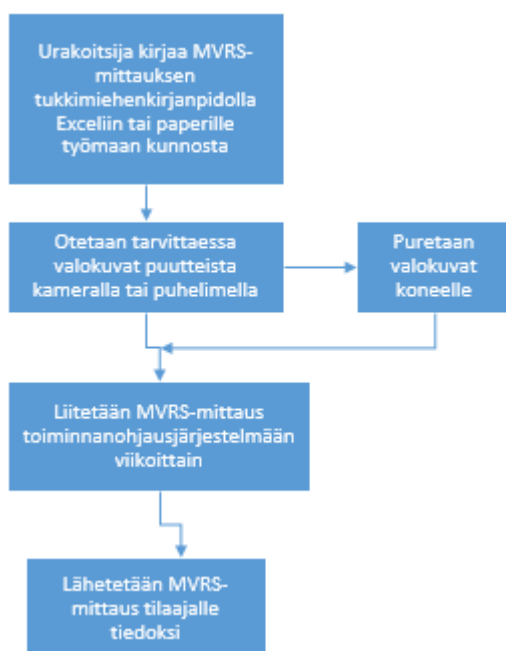 Urakoitsija kirjaa MVRS-
mittauksen
tukkimiehenkirjanpidolla
Exceliin tai paperille
työmaan kunnosta
Otetaan tarvittaessa
valokuvat puutteista
kameralla tai puhelimella
Puretaan
valokuvat
koneelle
Liitetään MVRS-mittaus
toiminnanohjausjärjestelmään
viikoittain
Lähetetään MVRS-
mittaus tilaajalle
tiedoksi